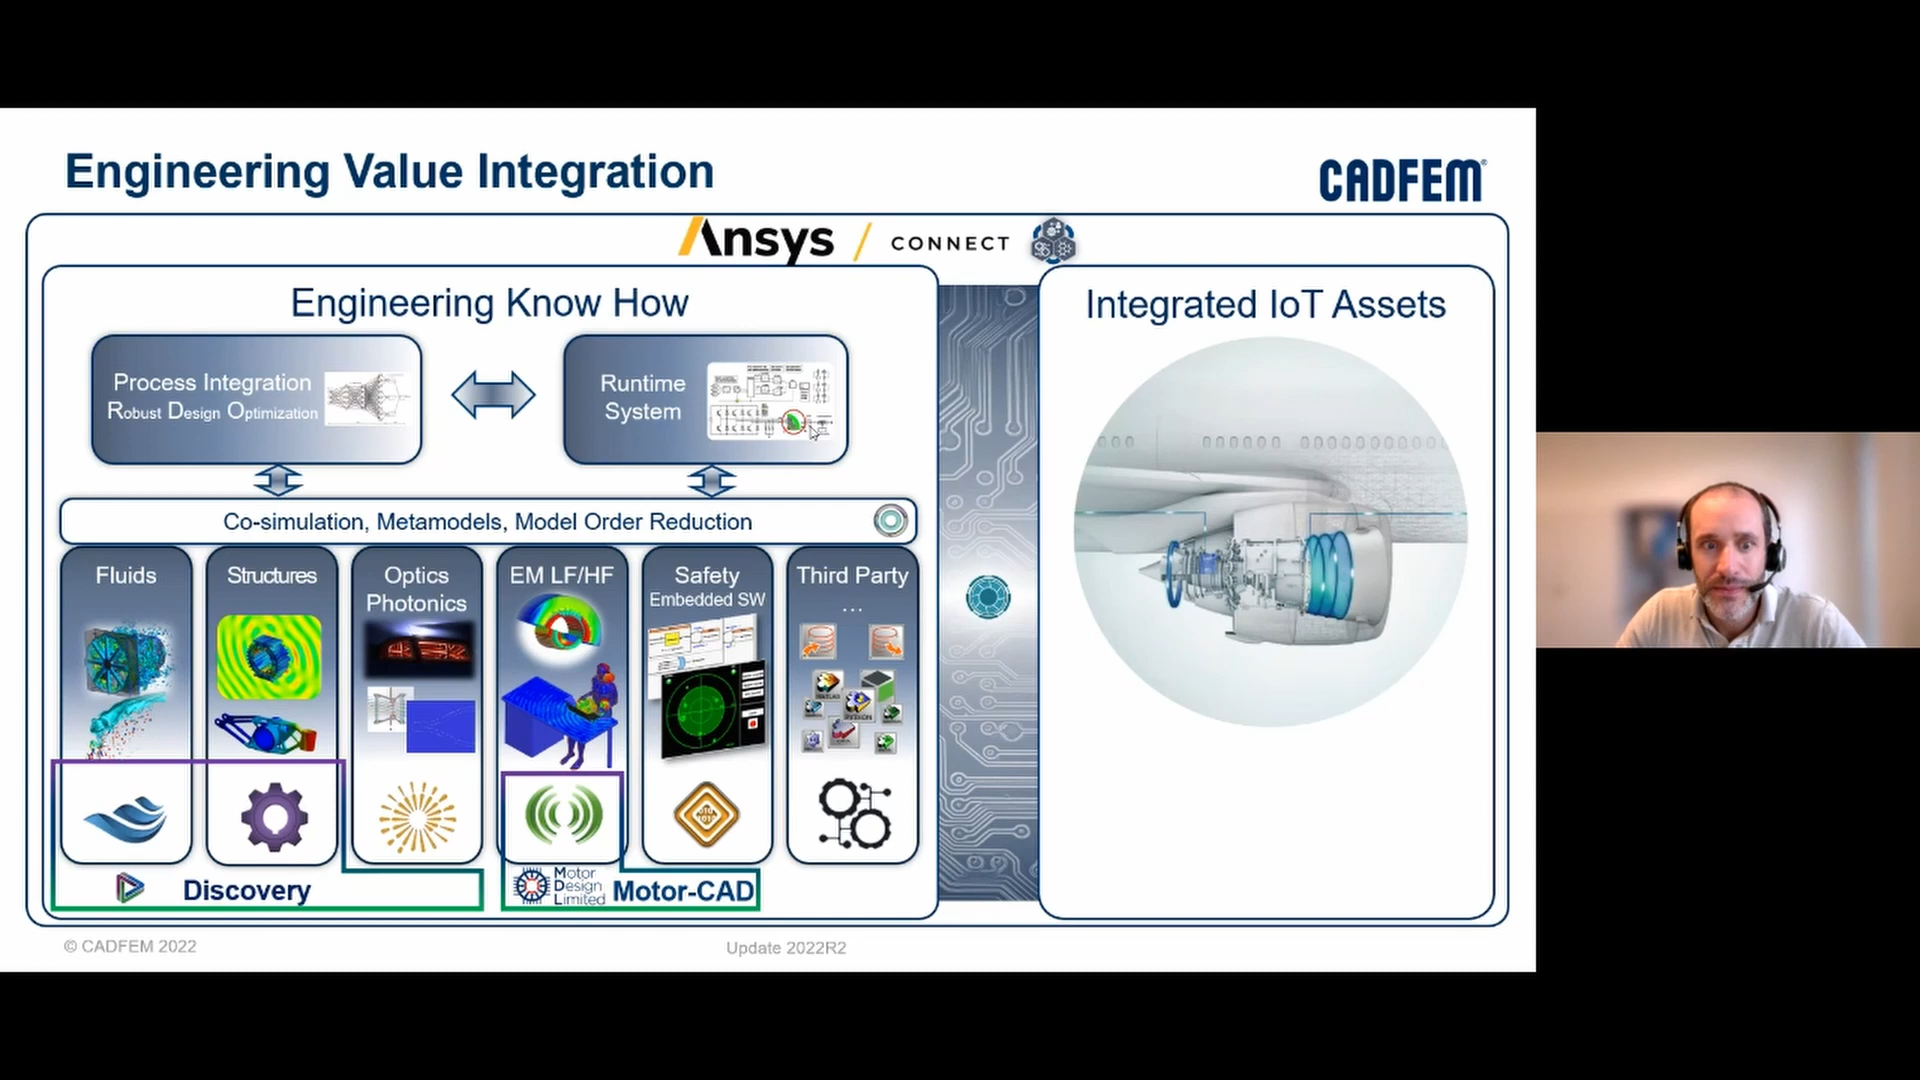 Engineering Value Integration
CADFEM®
Ansys / CONNECT
Engineering Know How
Integrated IoT Assets
Process Integration
Robust Design Optimization
Runtime
System
Co-simulation, Metamodels, Model Order Reduction
Fluids
Structures
Optics
Photonics
EM LF/HF
Safety
Embedded SW
Third Party
...
Discovery
Motor
Design
Limited
Motor-CAD
© CADFEM 2022
Update 2022R2